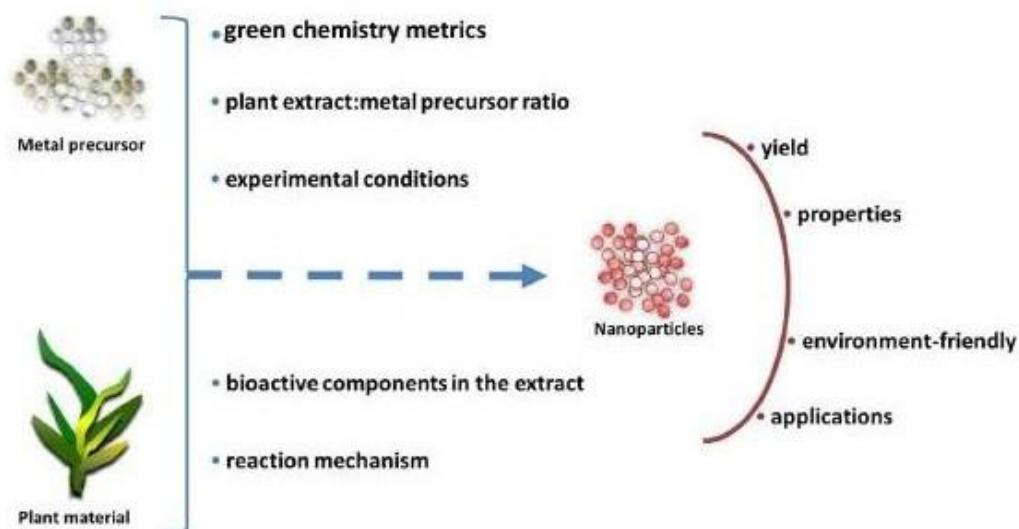 green chemistry metrics
plant extract:metal precursor ratio
Metal precursor
experimental conditions
yield
properties
Nanoparticles
environment-friendly
bioactive components in the extract
applications
reaction mechanism
Plant material